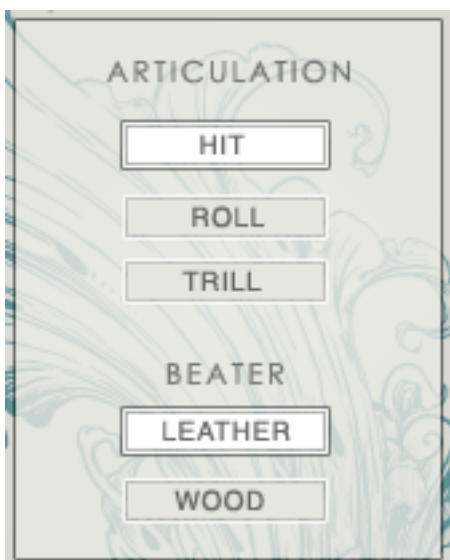 ARTICULATION
HIT
ROLL
TRILL
BEATER
LEATHER
WOOD